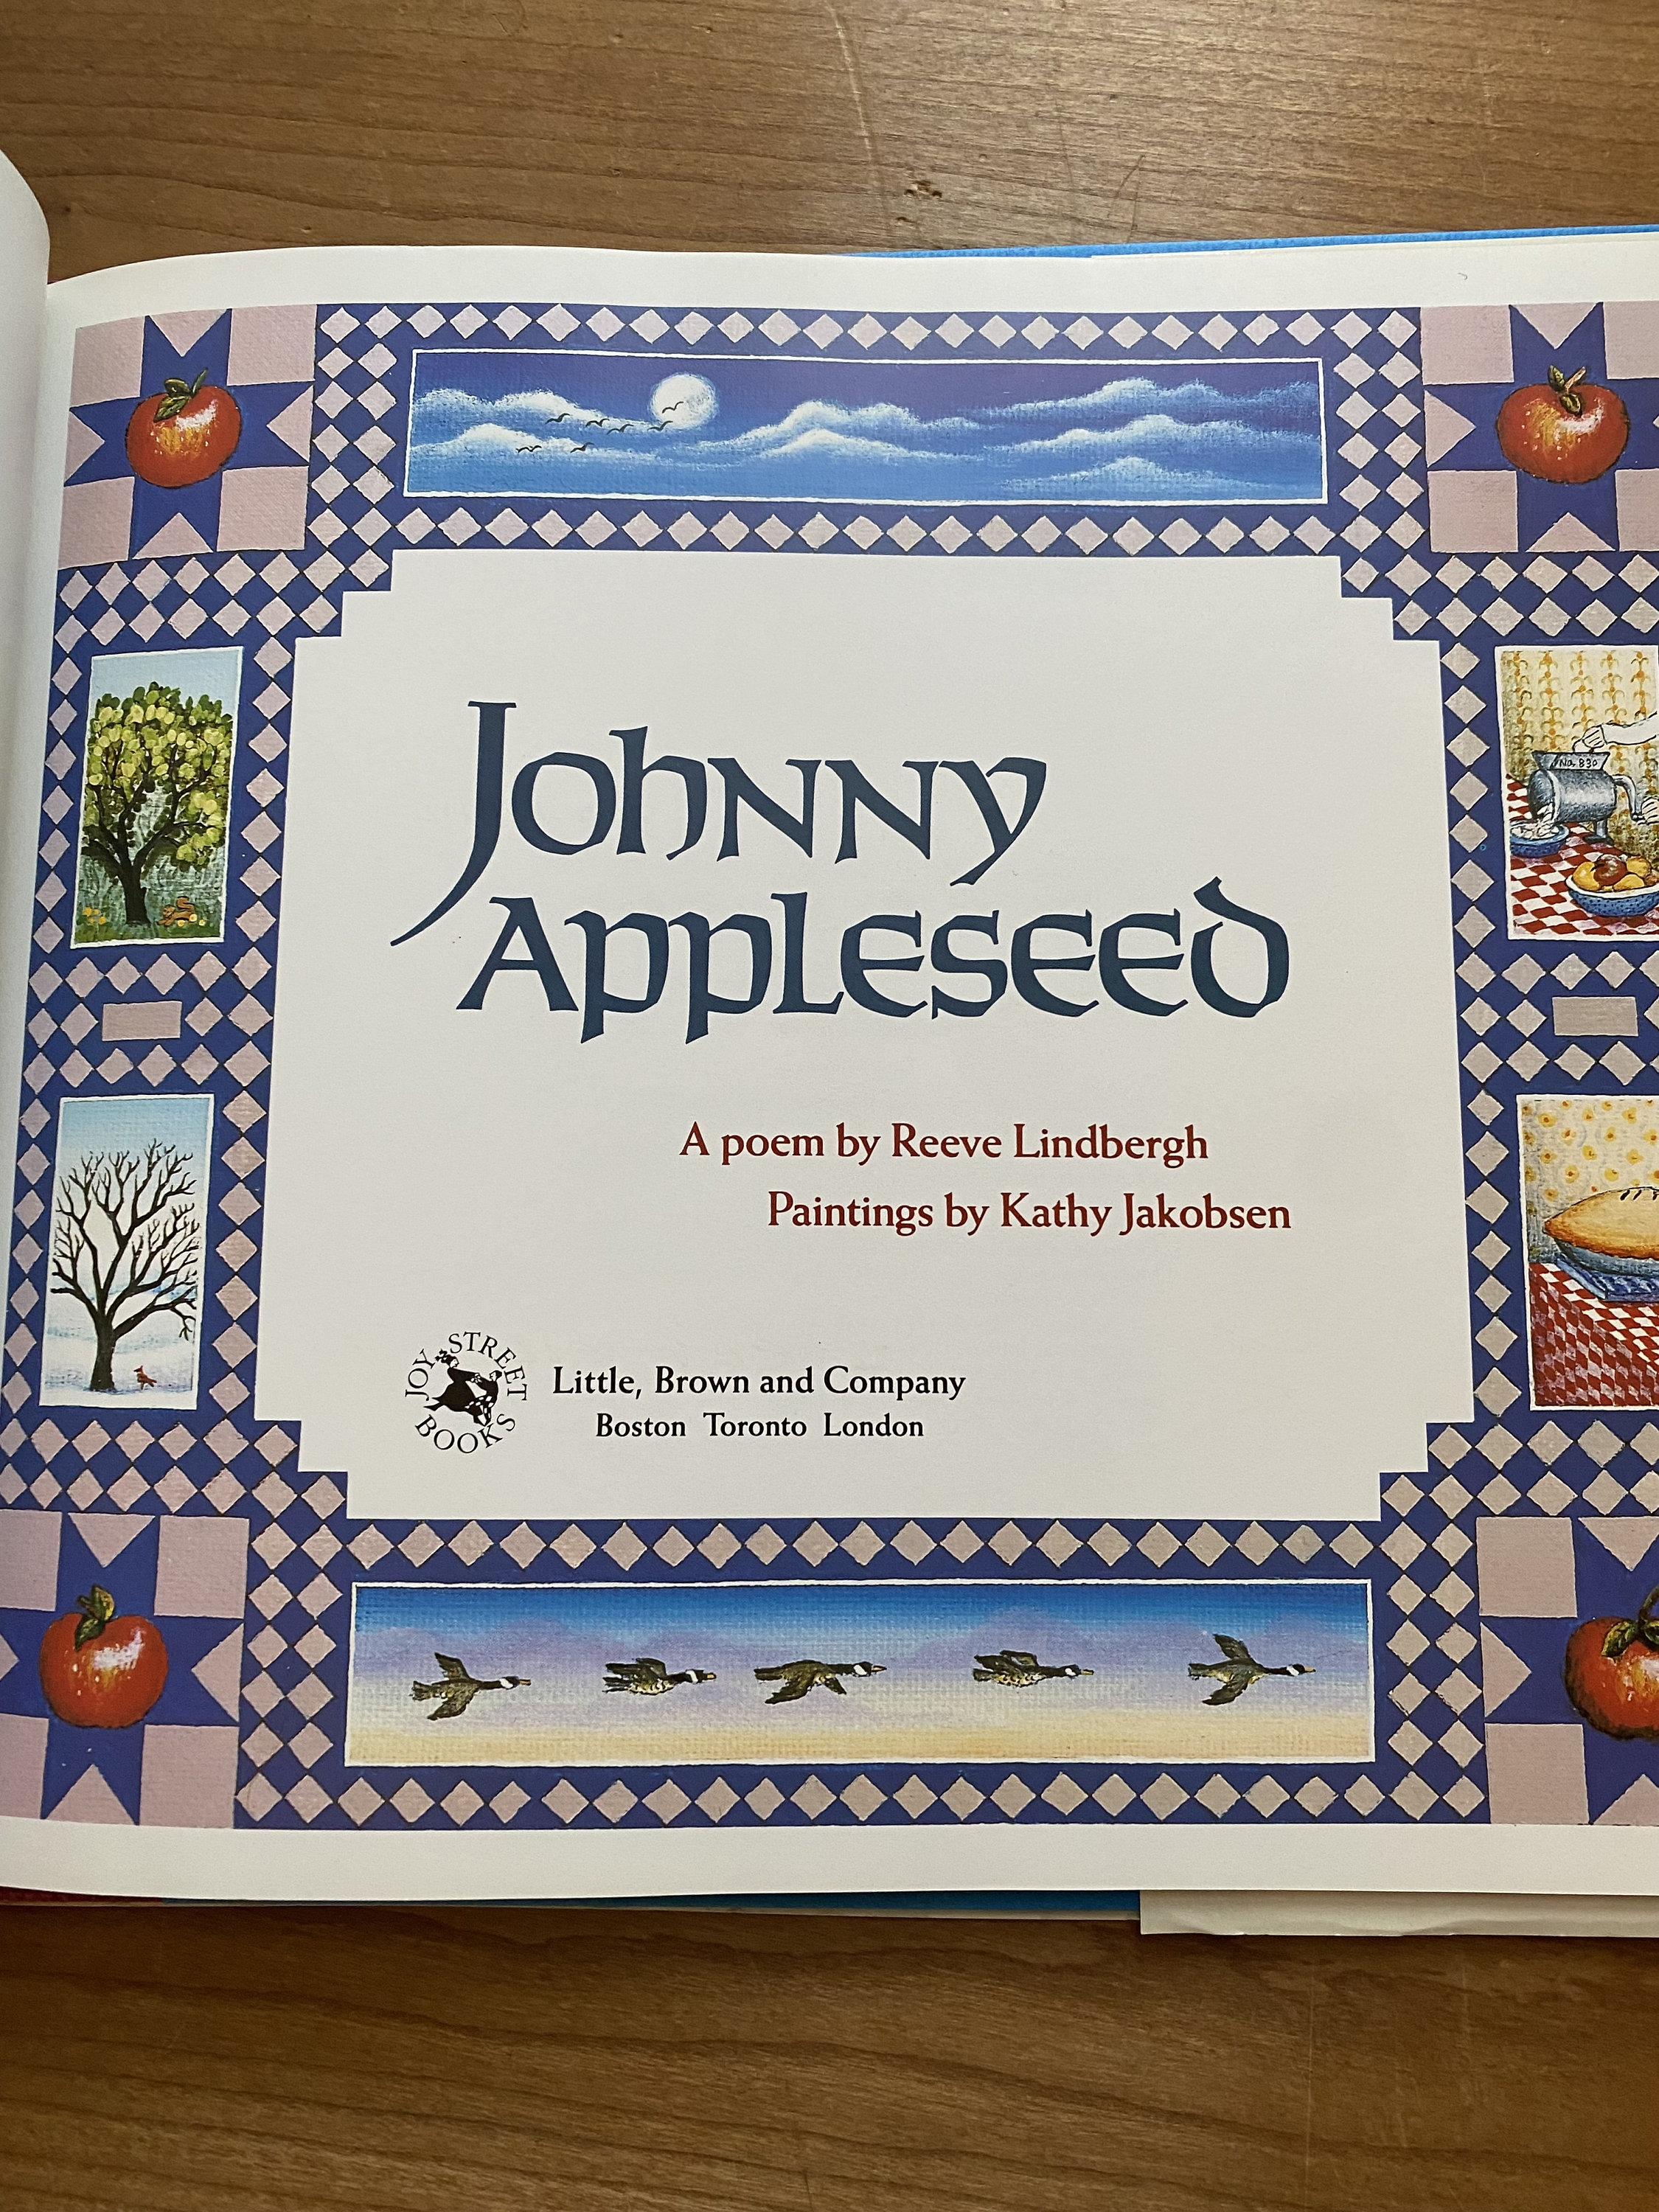 Johnny
Appleseed
A poem by Reeve Lindbergh
Paintings by Kathy Jakobsen
JOY STREET BOOKS
Little, Brown and Company
Boston Toronto London
No. 830